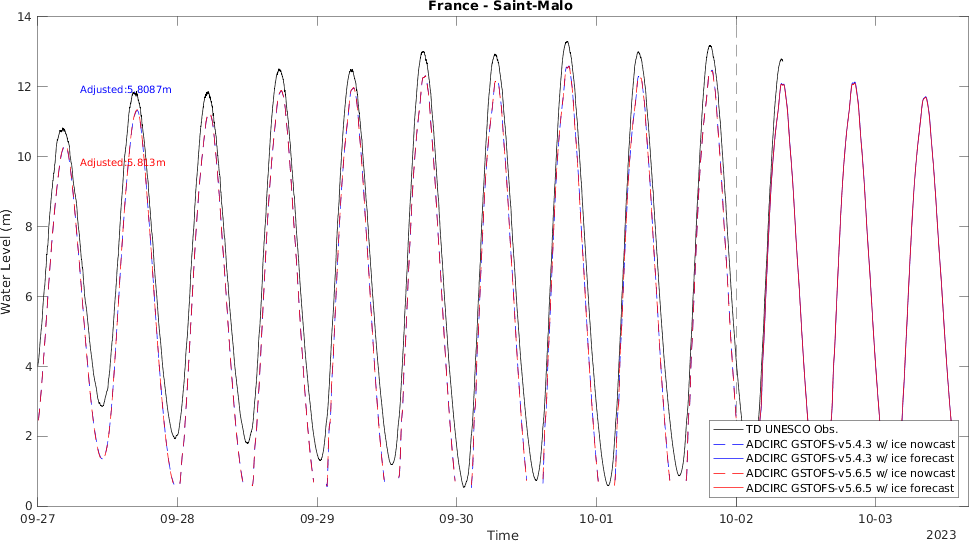 France - Saint-Malo
14
12
10
8
6
4
2
0
Water Level (m)
Adjusted:5.8087m
Adjusted:5.813m
TD UNESCO Obs.
ADCIRC GSTOFS-v5.4.3 w/ ice nowcast
ADCIRC GSTOFS-v5.4.3 w/ ice forecast
ADCIRC GSTOFS-v5.6.5 w/ ice nowcast
ADCIRC GSTOFS-v5.6.5 w/ ice forecast
09-27 09-28 09-29 09-30 10-01 10-02 10-03
Time
2023